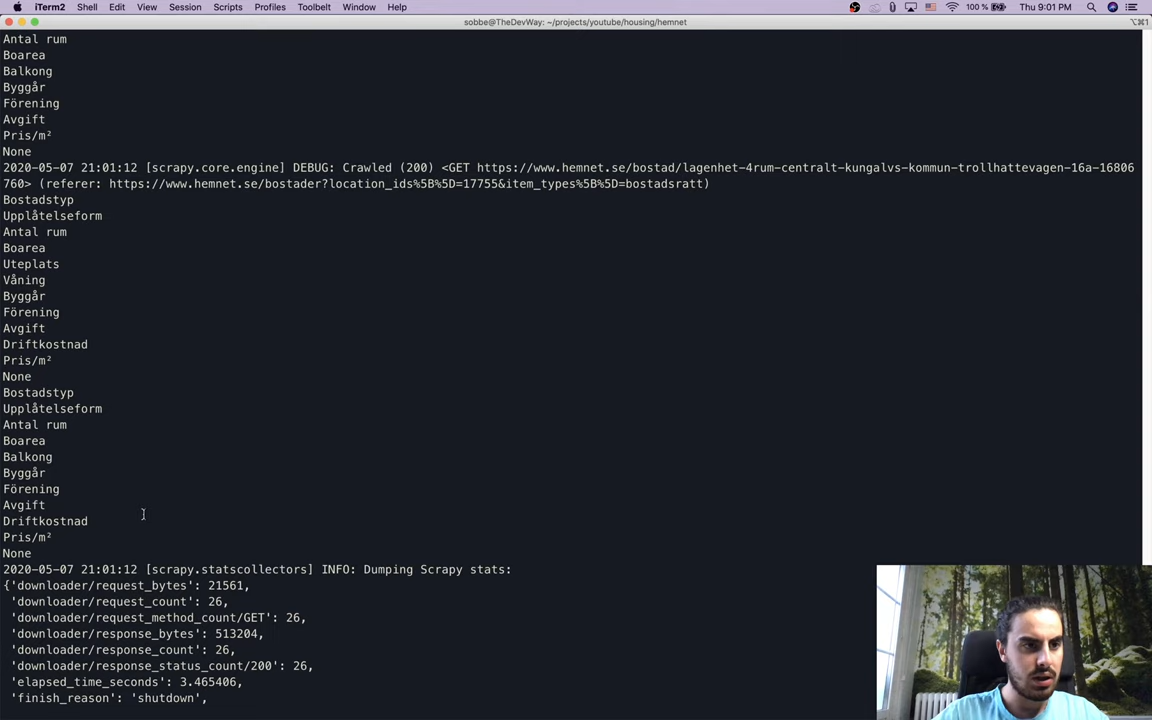 iTerm2 Shell Edit View Session Scripts Profiles Toolbelt Window Help 100 % Thu 9:01 PM
sobbe@TheDevWay: ~/projects/youtube/housing/hemnet ⌥⌘1
Antal rum
Boarea
Balkong
Byggår
Förening
Avgift
Pris/m²
None
2020-05-07 21:01:12 [scrapy.core.engine] DEBUG: Crawled (200) <GET https://www.hemnet.se/bostad/lagenhet-4rum-centralt-kungalvs-kommun-trollhattevagen-16a-16806
760> (referer: https://www.hemnet.se/bostader?location_ids%5B%5D=17755&item_types%5B%5D=bostadsratt)
Bostadstyp
Upplåtelseform
Antal rum
Boarea
Uteplats
Våning
Byggår
Förening
Avgift
Driftkostnad
Pris/m²
None
Bostadstyp
Upplåtelseform
Antal rum
Boarea
Balkong
Byggår
Förening
Avgift
Driftkostnad
Pris/m²
None
2020-05-07 21:01:12 [scrapy.statscollectors] INFO: Dumping Scrapy stats:
{'downloader/request_bytes': 21561,
'downloader/request_count': 26,
'downloader/request_method_count/GET': 26,
'downloader/response_bytes': 513204,
'downloader/response_count': 26,
'downloader/response_status_count/200': 26,
'elapsed_time_seconds': 3.465406,
'finish_reason': 'shutdown',